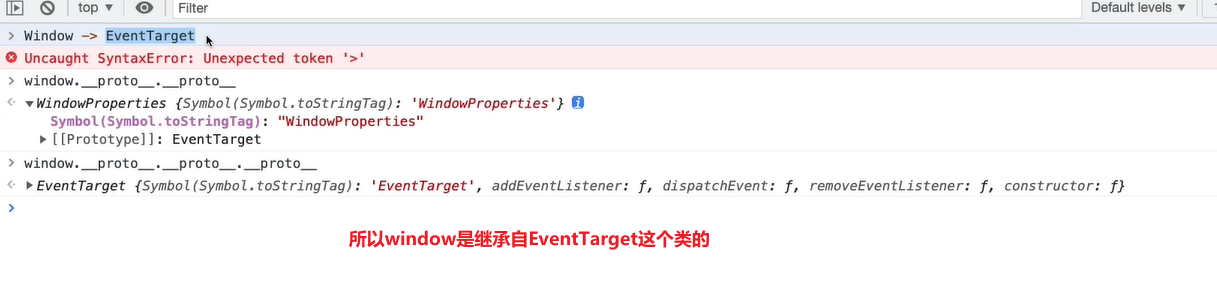 top ▼ Filter Default levels ▼
> Window -> EventTarget
Uncaught SyntaxError: Unexpected token '>'
> window.__proto__.__proto__
<· ▼WindowProperties {Symbol(Symbol.toStringTag): 'WindowProperties'} i
Symbol(Symbol.toStringTag): "WindowProperties"
▶ [[Prototype]]: EventTarget
> window.__proto__.__proto__.__proto__
<· ▶EventTarget {Symbol(Symbol.toStringTag): 'EventTarget', addEventListener: ƒ, dispatchEvent: ƒ, removeEventListener: ƒ, constructor: ƒ}
>
所以window是继承自EventTarget这个类的